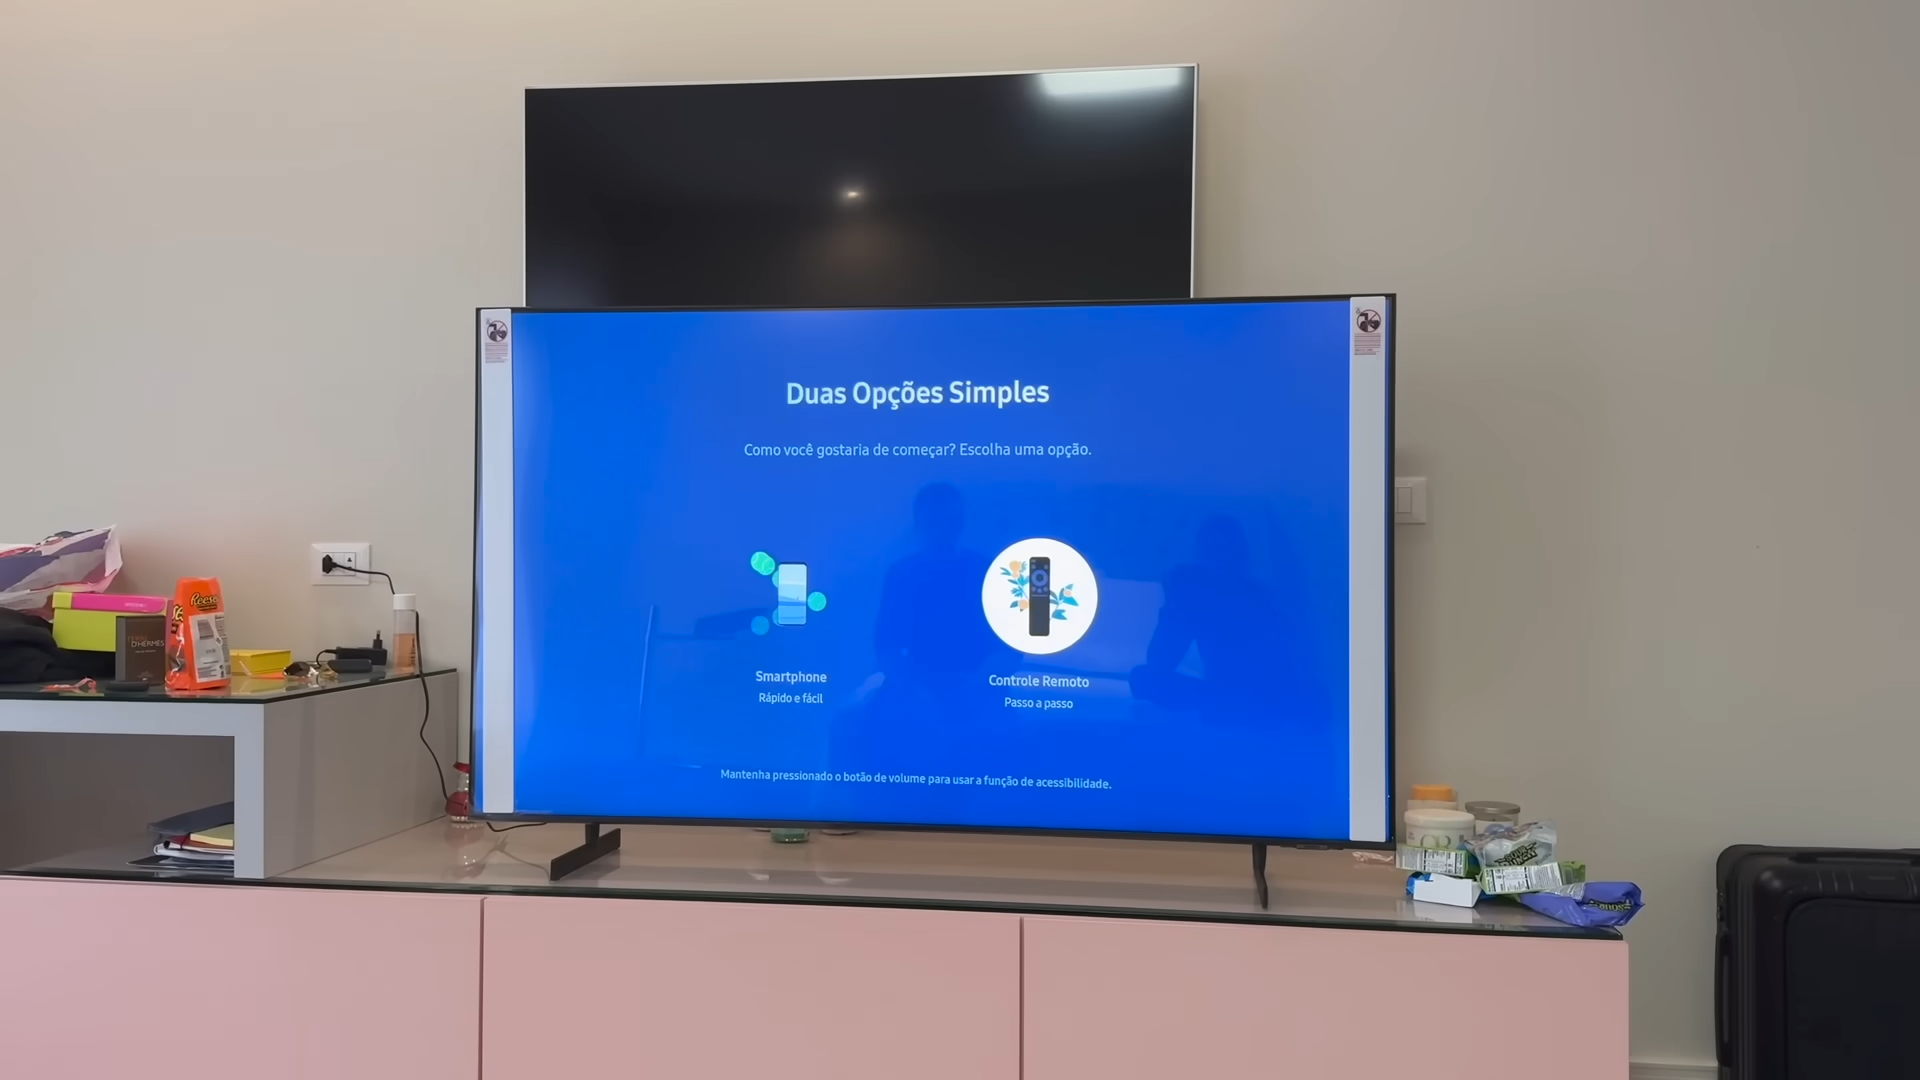 Duas Opções Simples
Como você gostaria de começar? Escolha uma opção.
Smartphone
Rápido e fácil
Controle Remoto
Passo a passo
Mantenha pressionado o botão de volume para usar a função de acessibilidade.
Reese's
D'HERMÈS